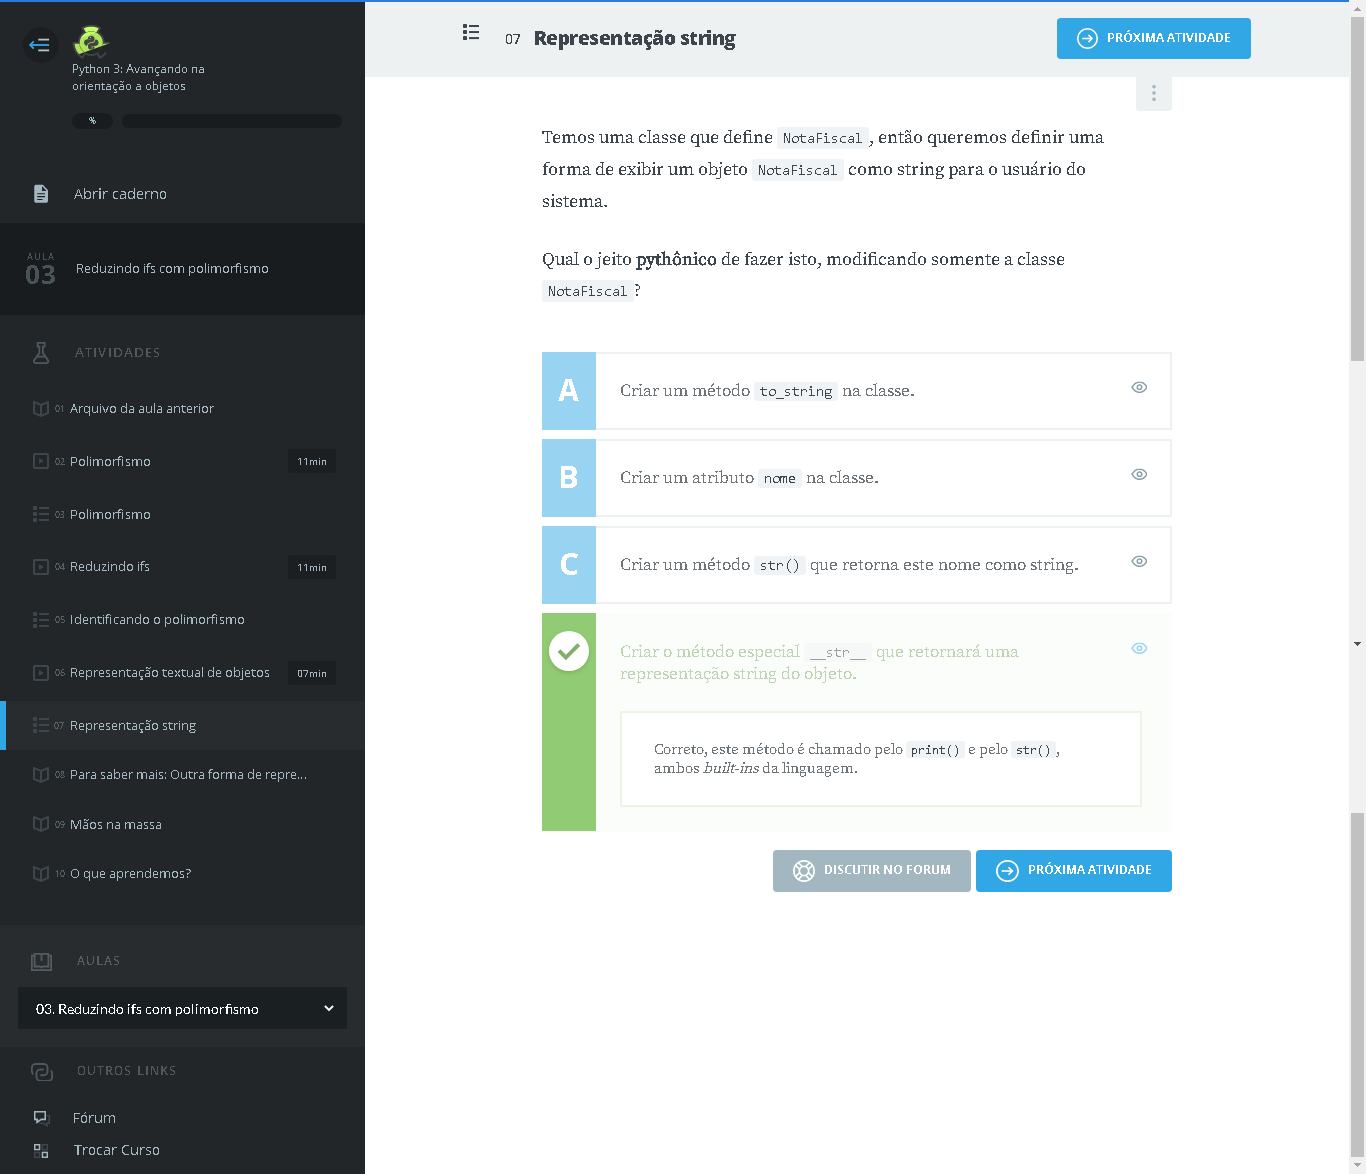 Python 3: Avançando na
orientação a objetos
%
Abrir caderno
AULA
03
Reduzindo ifs com polimorfismo
ATIVIDADES
01 Arquivo da aula anterior
02 Polimorfismo 11min
03 Polimorfismo
04 Reduzindo ifs 11min
05 Identificando o polimorfismo
06 Representação textual de objetos 07min
07 Representação string
08 Para saber mais: Outra forma de repre...
09 Mãos na massa
10 O que aprendemos?
AULAS
03. Reduzindo ifs com polimorfismo
OUTROS LINKS
Fórum
Trocar Curso
07 Representação string
PRÓXIMA ATIVIDADE
Temos uma classe que define NotaFiscal, então queremos definir uma
forma de exibir um objeto NotaFiscal como string para o usuário do
sistema.
Qual o jeito pythônico de fazer isto, modificando somente a classe
NotaFiscal?
A Criar um método to_string na classe.
B Criar um atributo nome na classe.
C Criar um método str() que retorna este nome como string.
Criar o método especial __str__ que retornará uma
representação string do objeto.
Correto, este método é chamado pelo print() e pelo str(),
ambos built-ins da linguagem.
DISCUTIR NO FORUM
PRÓXIMA ATIVIDADE